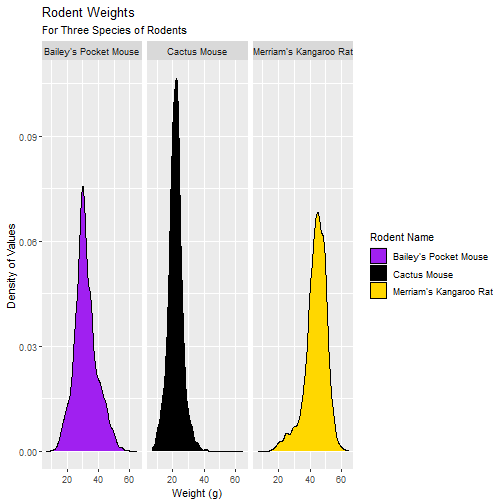 Rodent Weights
For Three Species of Rodents
Bailey's Pocket Mouse
Cactus Mouse
Merriam's Kangaroo Rat
0.09
0.06
0.03
0.00
Density of Values
20 40 60
20 40 60
20 40 60
Weight (g)
Rodent Name
Bailey's Pocket Mouse
Cactus Mouse
Merriam's Kangaroo Rat